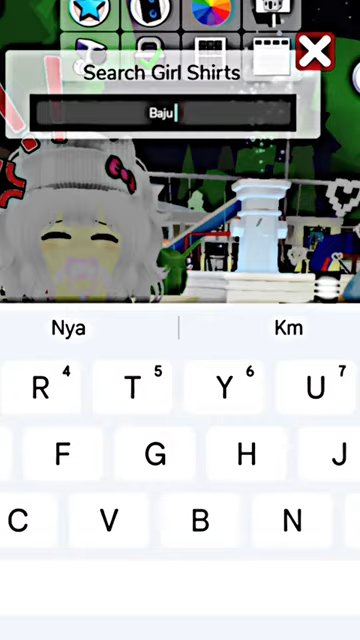 Search Girl Shirts
Baju
Nya Km
R 4 T 5 Y 6 U 7
F G H J
C V B N